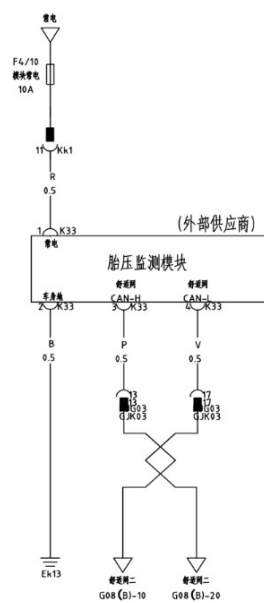 常电
F4/10
模块常电
10A
11 Kk1
R
0.5
(外部供应商)
1 K33
常电
胎压监测模块
车身地 舒适网 CAN-H 舒适网 CAN-L
2 K33 3 K33 4 K33
B P V
0.5 0.5 0.5
13 17
13 17
GJK03 GJK03
Ek13
舒适网二 舒适网二
G08(B)-10 G08(B)-20